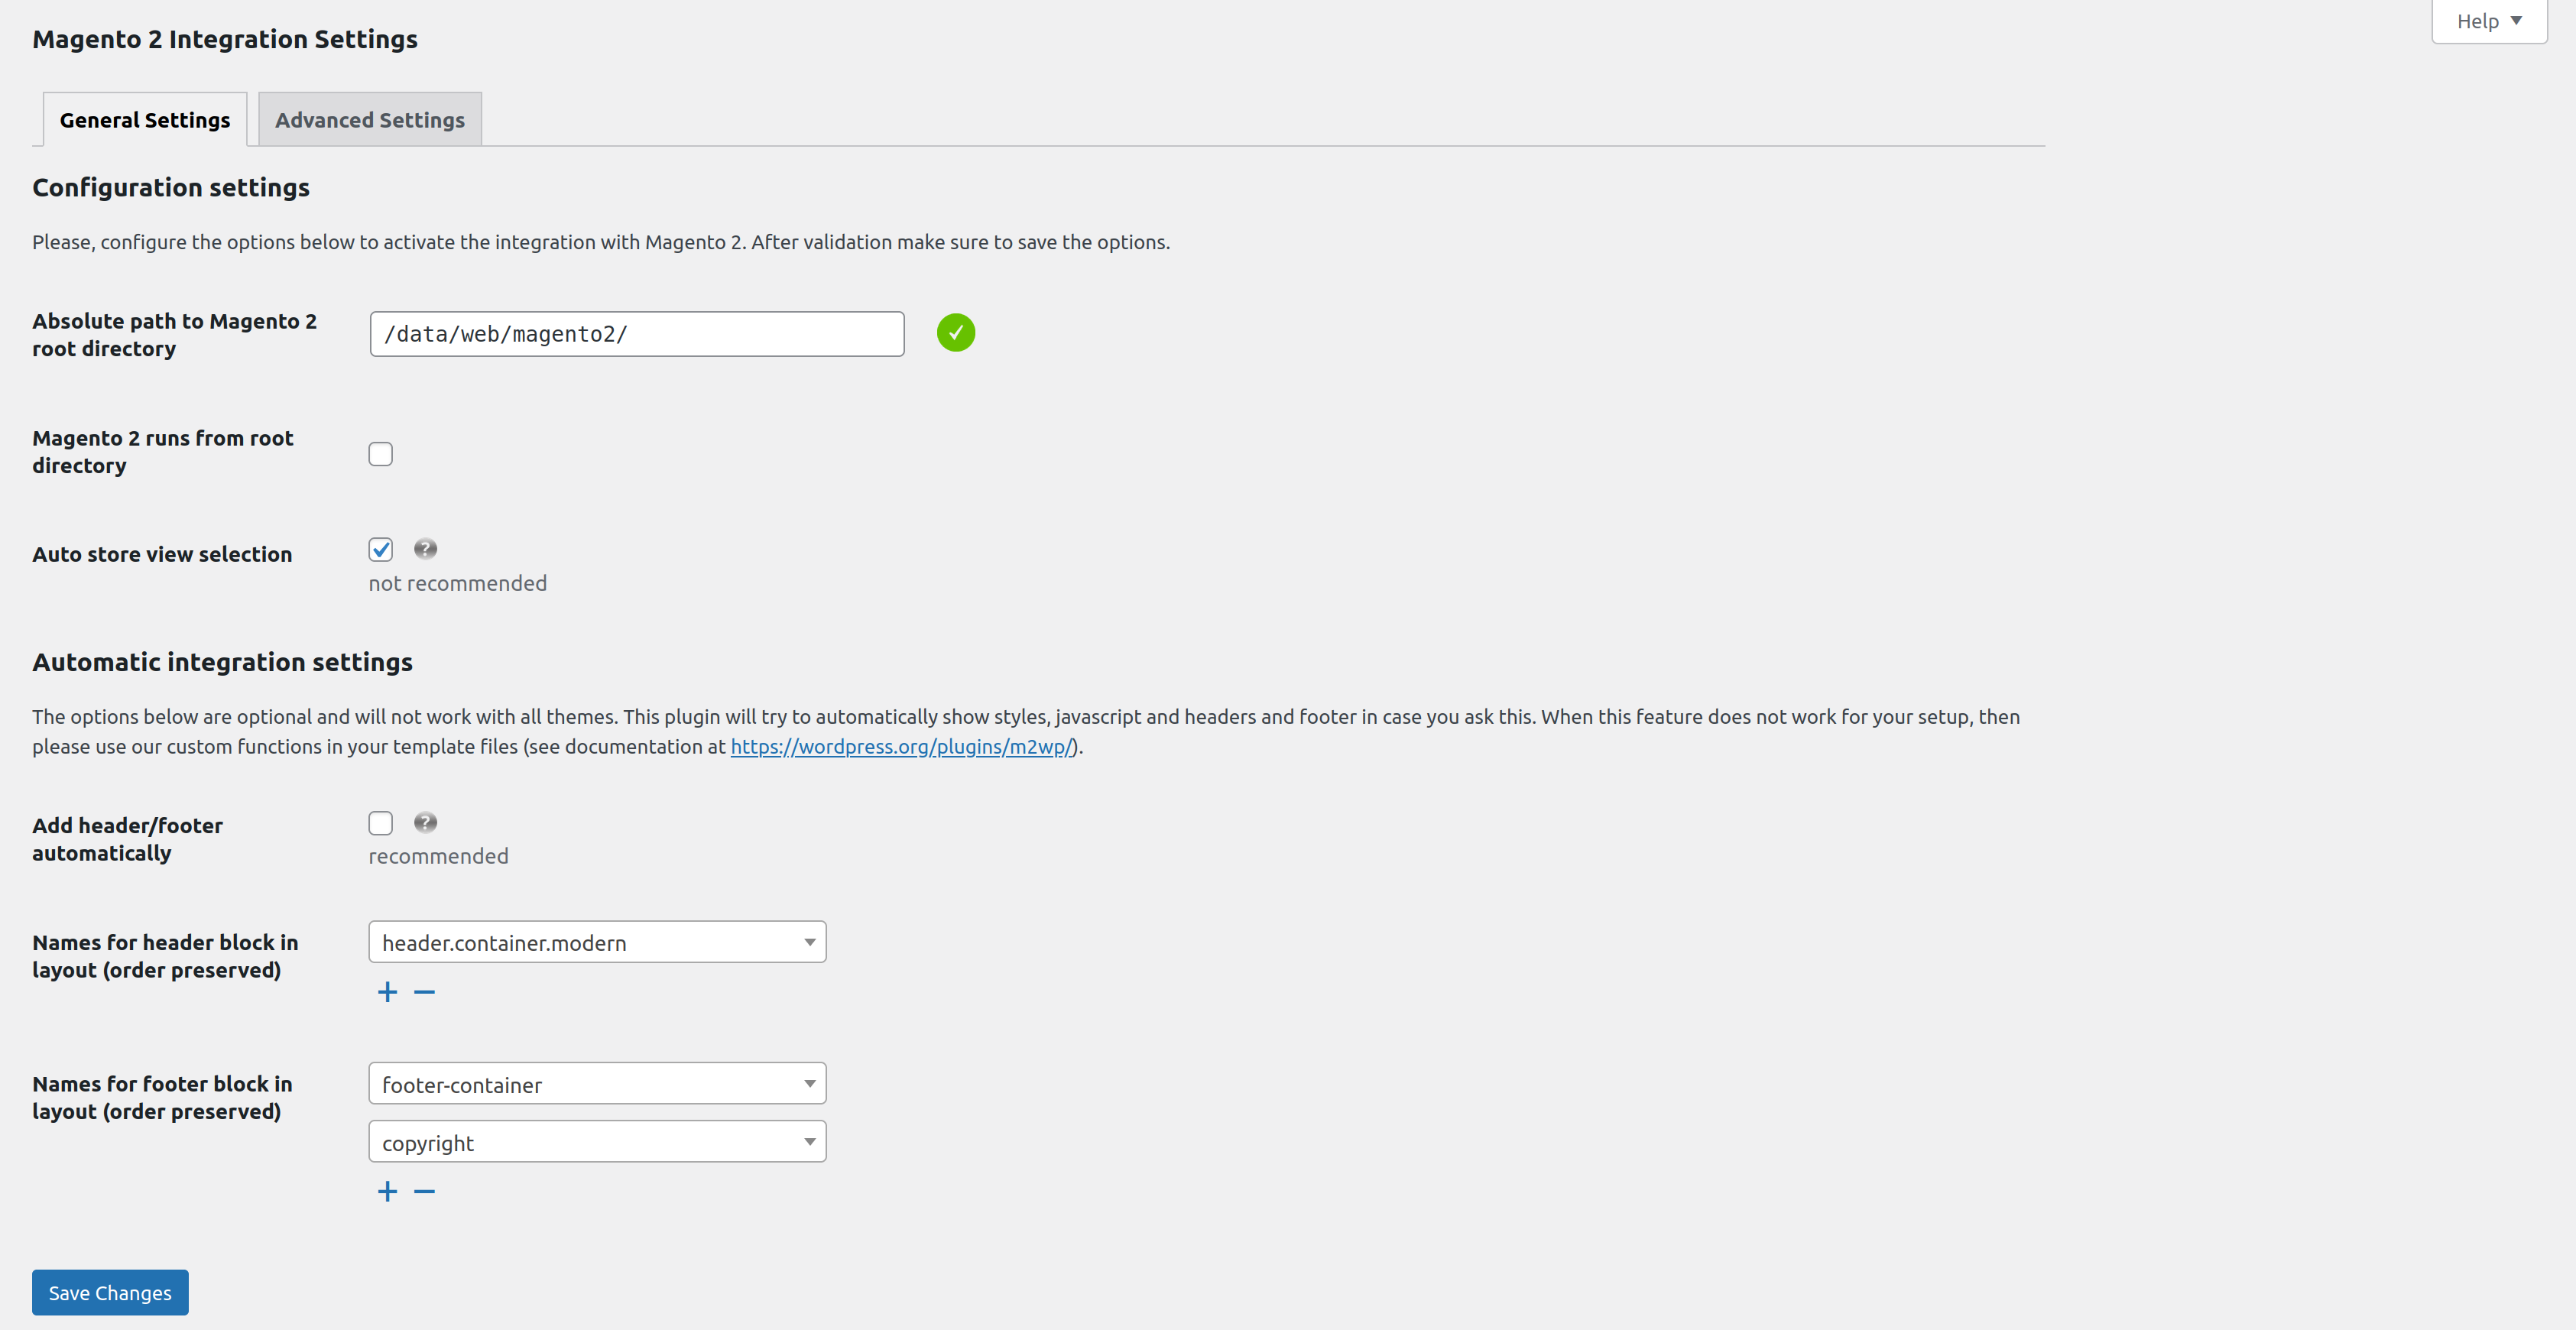 Magento 2 Integration Settings
Help
General Settings
Advanced Settings
Configuration settings
Please, configure the options below to activate the integration with Magento 2. After validation make sure to save the options.
Absolute path to Magento 2
root directory
/data/web/magento2/
Magento 2 runs from root
directory
Auto store view selection
?
not recommended
Automatic integration settings
The options below are optional and will not work with all themes. This plugin will try to automatically show styles, javascript and headers and footer in case you ask this. When this feature does not work for your setup, then
please use our custom functions in your template files (see documentation at https://wordpress.org/plugins/m2wp/).
Add header/footer
automatically
?
recommended
Names for header block in
layout (order preserved)
header.container.modern
+ −
Names for footer block in
layout (order preserved)
footer-container
copyright
+ −
Save Changes